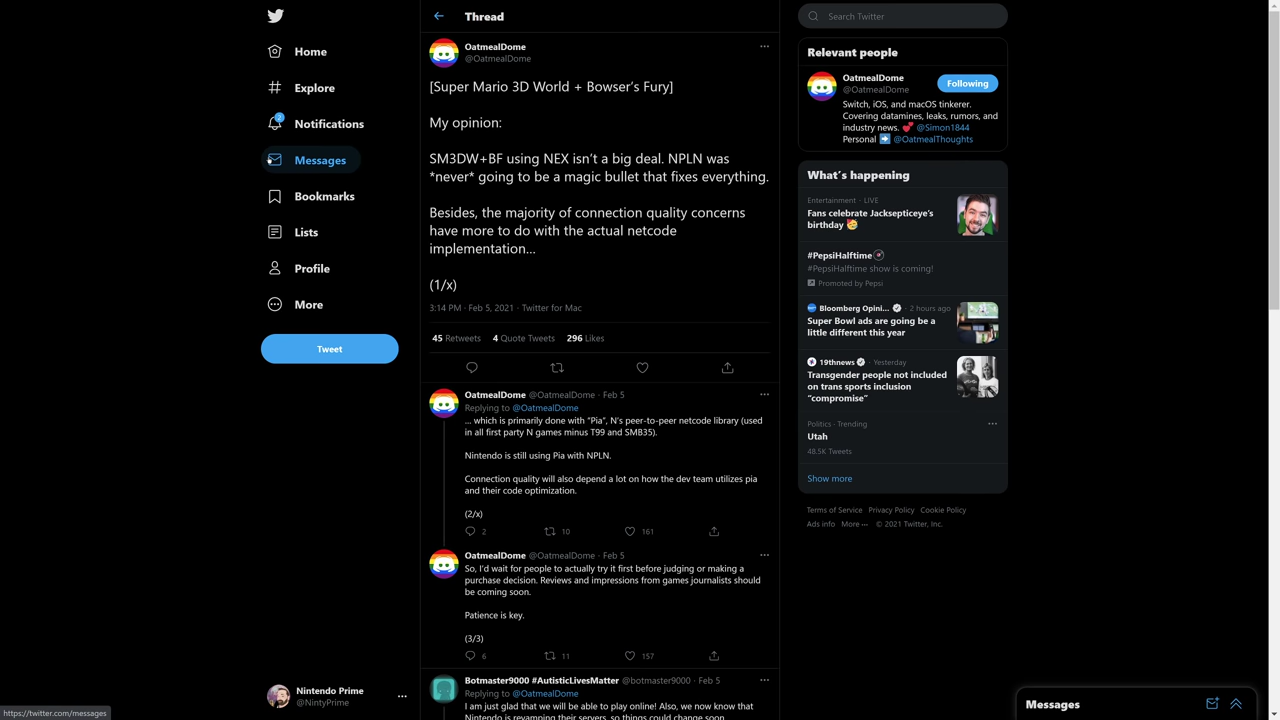 Home
Explore
2
Notifications
Messages
Bookmarks
Lists
Profile
More
Tweet
Nintendo Prime
@NintyPrime
https://twitter.com/messages
Thread
OatmealDome
@OatmealDome
[Super Mario 3D World + Bowser's Fury]
My opinion:
SM3DW+BF using NEX isn't a big deal. NPLN was
*never* going to be a magic bullet that fixes everything.
Besides, the majority of connection quality concerns
have more to do with the actual netcode
implementation...
(1/x)
3:14 PM · Feb 5, 2021 · Twitter for Mac
45 Retweets 4 Quote Tweets 296 Likes
OatmealDome @OatmealDome · Feb 5
Replying to @OatmealDome
... which is primarily done with "Pia", N's peer-to-peer netcode library (used
in all first party N games minus T99 and SMB35).
Nintendo is still using Pia with NPLN.
Connection quality will also depend a lot on how the dev team utilizes pia
and their code optimization.
(2/x)
2 10 161
OatmealDome @OatmealDome · Feb 5
So, I'd wait for people to actually try it first before judging or making a
purchase decision. Reviews and impressions from games journalists should
be coming soon.
Patience is key.
(3/3)
6 11 157
Botmaster9000 #AutisticLivesMatter @botmaster9000 · Feb 5
Replying to @OatmealDome
I am just glad that we will be able to play online! Also, we now know that
Nintendo is revamping their servers, so things could change soon
Search Twitter
Relevant people
OatmealDome
@OatmealDome
Following
Switch, iOS, and macOS tinkerer.
Covering datamines, leaks, rumors, and
industry news. 💕 @Simon1844
Personal ➡️ @OatmealThoughts
What's happening
Entertainment · LIVE
Fans celebrate Jacksepticeye's
birthday 🥳
#PepsiHalftime
#PepsiHalftime show is coming!
Promoted by Pepsi
Bloomberg Opini... · 2 hours ago
Super Bowl ads are going be a
little different this year
19thnews · Yesterday
Transgender people not included
on trans sports inclusion
"compromise"
Politics · Trending
Utah
48.5K Tweets
Show more
Terms of Service Privacy Policy Cookie Policy
Ads info More ··· © 2021 Twitter, Inc.
Messages